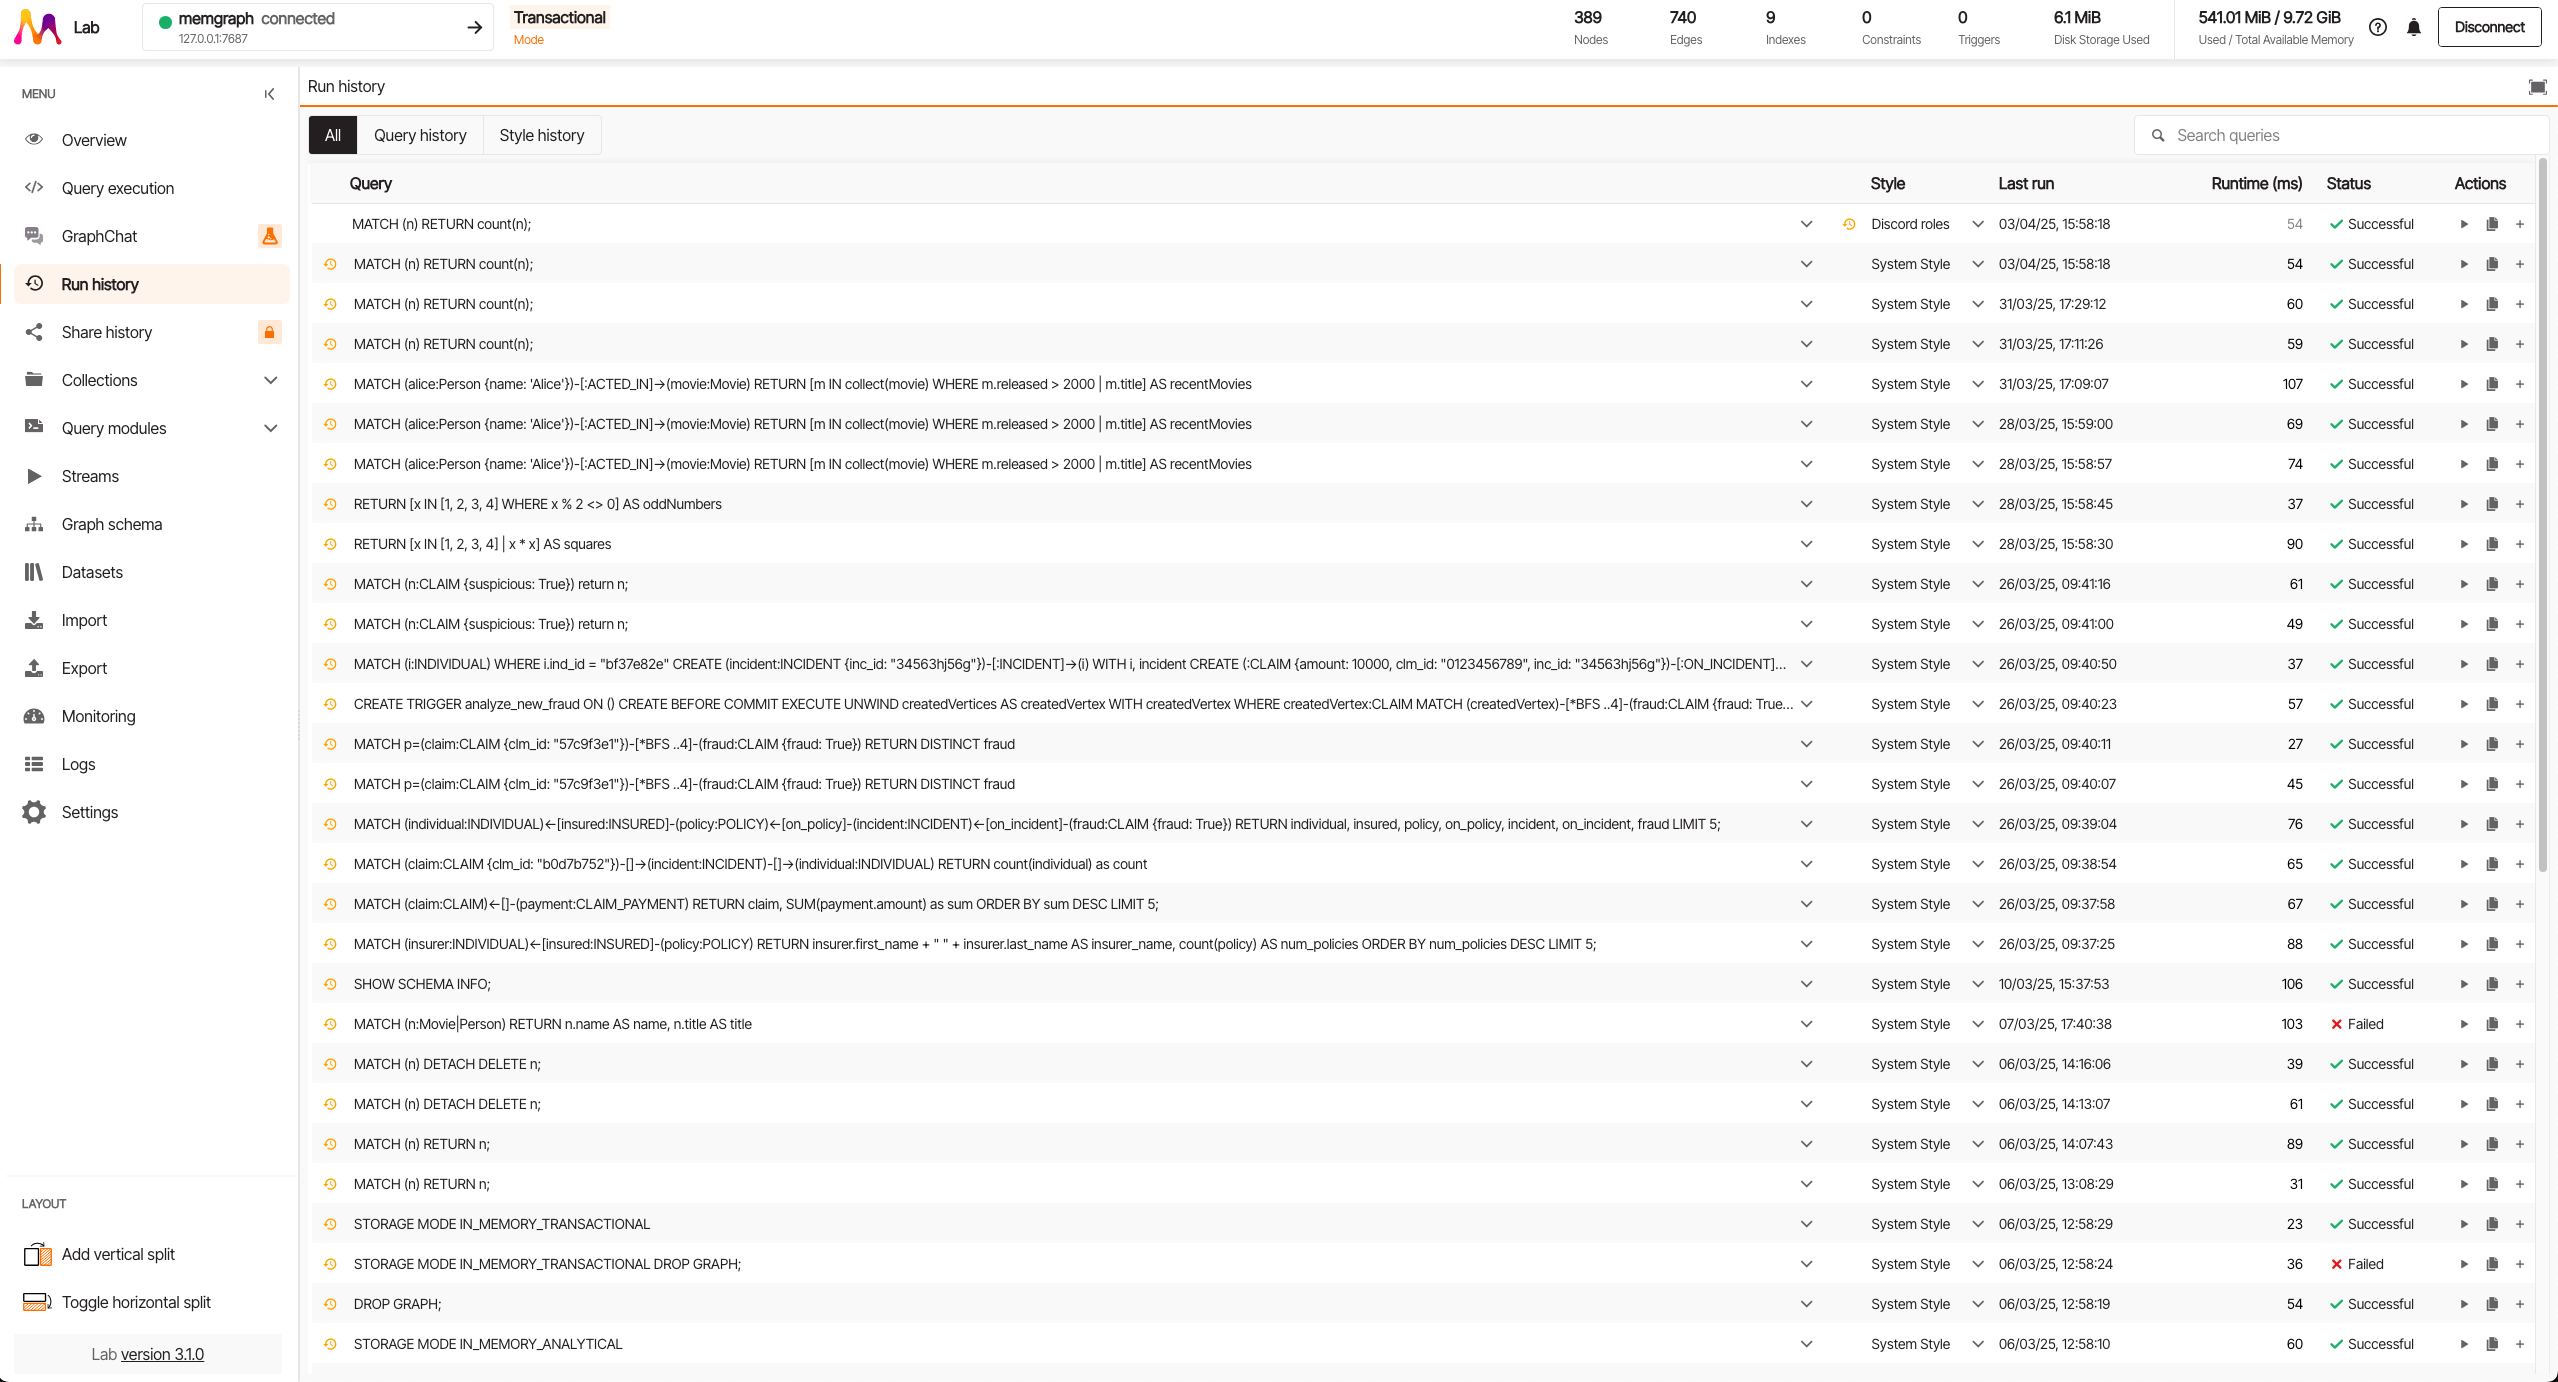 Lab
memgraph connected
127.0.0.1:7687
Transactional
Mode
389
Nodes
740
Edges
9
Indexes
0
Constraints
0
Triggers
6.1 MiB
Disk Storage Used
541.01 MiB / 9.72 GiB
Used / Total Available Memory
Disconnect
MENU
Overview
Query execution
GraphChat
Run history
Share history
Collections
Query modules
Streams
Graph schema
Datasets
Import
Export
Monitoring
Logs
Settings
LAYOUT
Add vertical split
Toggle horizontal split
Lab version 3.1.0
Run history
All Query history Style history
Search queries
Query Style Last run Runtime (ms) Status Actions
MATCH (n) RETURN count(n); Discord roles 03/04/25, 15:58:18 54 Successful
MATCH (n) RETURN count(n); System Style 03/04/25, 15:58:18 54 Successful
MATCH (n) RETURN count(n); System Style 31/03/25, 17:29:12 60 Successful
MATCH (n) RETURN count(n); System Style 31/03/25, 17:11:26 59 Successful
MATCH (alice:Person {name: 'Alice'})-[:ACTED_IN]->(movie:Movie) RETURN [m IN collect(movie) WHERE m.released > 2000 | m.title] AS recentMovies System Style 31/03/25, 17:09:07 107 Successful
MATCH (alice:Person {name: 'Alice'})-[:ACTED_IN]->(movie:Movie) RETURN [m IN collect(movie) WHERE m.released > 2000 | m.title] AS recentMovies System Style 28/03/25, 15:59:00 69 Successful
MATCH (alice:Person {name: 'Alice'})-[:ACTED_IN]->(movie:Movie) RETURN [m IN collect(movie) WHERE m.released > 2000 | m.title] AS recentMovies System Style 28/03/25, 15:58:57 74 Successful
RETURN [x IN [1, 2, 3, 4] WHERE x % 2 <> 0] AS oddNumbers System Style 28/03/25, 15:58:45 37 Successful
RETURN [x IN [1, 2, 3, 4] | x * x] AS squares System Style 28/03/25, 15:58:30 90 Successful
MATCH (n:CLAIM {suspicious: True}) return n; System Style 26/03/25, 09:41:16 61 Successful
MATCH (n:CLAIM {suspicious: True}) return n; System Style 26/03/25, 09:41:00 49 Successful
MATCH (i:INDIVIDUAL) WHERE i.ind_id = "bf37e82e" CREATE (incident:INCIDENT {inc_id: "34563hj56g"})-[:INCIDENT]->(i) WITH i, incident CREATE (:CLAIM {amount: 10000, clm_id: "0123456789", inc_id: "34563hj56g"})-[:ON_INCIDENT]... System Style 26/03/25, 09:40:50 37 Successful
CREATE TRIGGER analyze_new_fraud ON () CREATE BEFORE COMMIT EXECUTE UNWIND createdVertices AS createdVertex WITH createdVertex WHERE createdVertex:CLAIM MATCH (createdVertex)-[*BFS ..4]-(fraud:CLAIM {fraud: True... System Style 26/03/25, 09:40:23 57 Successful
MATCH p=(claim:CLAIM {clm_id: "57c9f3e1"})-[*BFS ..4]-(fraud:CLAIM {fraud: True}) RETURN DISTINCT fraud System Style 26/03/25, 09:40:11 27 Successful
MATCH p=(claim:CLAIM {clm_id: "57c9f3e1"})-[*BFS ..4]-(fraud:CLAIM {fraud: True}) RETURN DISTINCT fraud System Style 26/03/25, 09:40:07 45 Successful
MATCH (individual:INDIVIDUAL)<-[insured:INSURED]-(policy:POLICY)<-[on_policy]-(incident:INCIDENT)<-[on_incident]-(fraud:CLAIM {fraud: True}) RETURN individual, insured, policy, on_policy, incident, on_incident, fraud LIMIT 5; System Style 26/03/25, 09:39:04 76 Successful
MATCH (claim:CLAIM {clm_id: "b0d7b752"})-[]->(incident:INCIDENT)-[]->(individual:INDIVIDUAL) RETURN count(individual) as count System Style 26/03/25, 09:38:54 65 Successful
MATCH (claim:CLAIM)<-[]-(payment:CLAIM_PAYMENT) RETURN claim, SUM(payment.amount) as sum ORDER BY sum DESC LIMIT 5; System Style 26/03/25, 09:37:58 67 Successful
MATCH (insurer:INDIVIDUAL)<-[insured:INSURED]-(policy:POLICY) RETURN insurer.first_name + " " + insurer.last_name AS insurer_name, count(policy) AS num_policies ORDER BY num_policies DESC LIMIT 5; System Style 26/03/25, 09:37:25 88 Successful
SHOW SCHEMA INFO; System Style 10/03/25, 15:37:53 106 Successful
MATCH (n:Movie|Person) RETURN n.name AS name, n.title AS title System Style 07/03/25, 17:40:38 103 Failed
MATCH (n) DETACH DELETE n; System Style 06/03/25, 14:16:06 39 Successful
MATCH (n) DETACH DELETE n; System Style 06/03/25, 14:13:07 61 Successful
MATCH (n) RETURN n; System Style 06/03/25, 14:07:43 89 Successful
MATCH (n) RETURN n; System Style 06/03/25, 13:08:29 31 Successful
STORAGE MODE IN_MEMORY_TRANSACTIONAL System Style 06/03/25, 12:58:29 23 Successful
STORAGE MODE IN_MEMORY_TRANSACTIONAL DROP GRAPH; System Style 06/03/25, 12:58:24 36 Failed
DROP GRAPH; System Style 06/03/25, 12:58:19 54 Successful
STORAGE MODE IN_MEMORY_ANALYTICAL System Style 06/03/25, 12:58:10 60 Successful